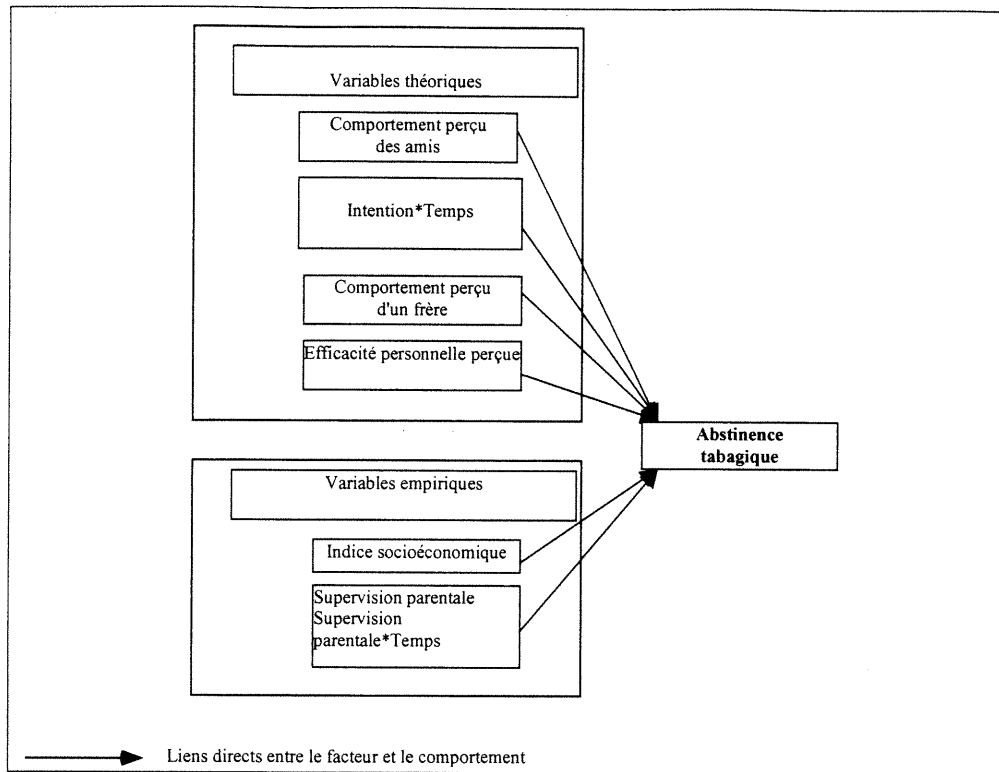 Variables théoriques
Comportement perçu
des amis
Intention*Temps
Comportement perçu
d'un frère
Efficacité personnelle perçue
Abstinence
tabagique
Variables empiriques
Indice socioéconomique
Supervision parentale
Supervision
parentale*Temps
Liens directs entre le facteur et le comportement